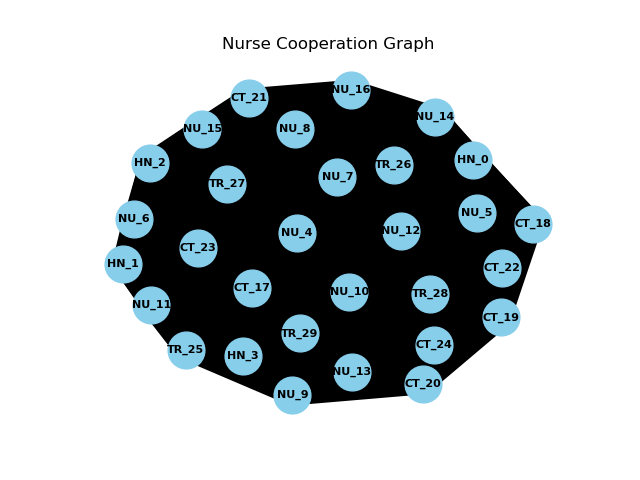 Nurse Cooperation Graph
NU_16
CT_21
NU_14
NU_15
NU_8
HN_0
HN_2
TR_26
NU_7
TR_27
NU_5
NU_6
CT_18
NU_12
NU_4
CT_23
HN_1
CT_22
CT_17
NU_10
TR_28
NU_11
CT_19
TR_29
CT_24
TR_25
HN_3
NU_13
CT_20
NU_9